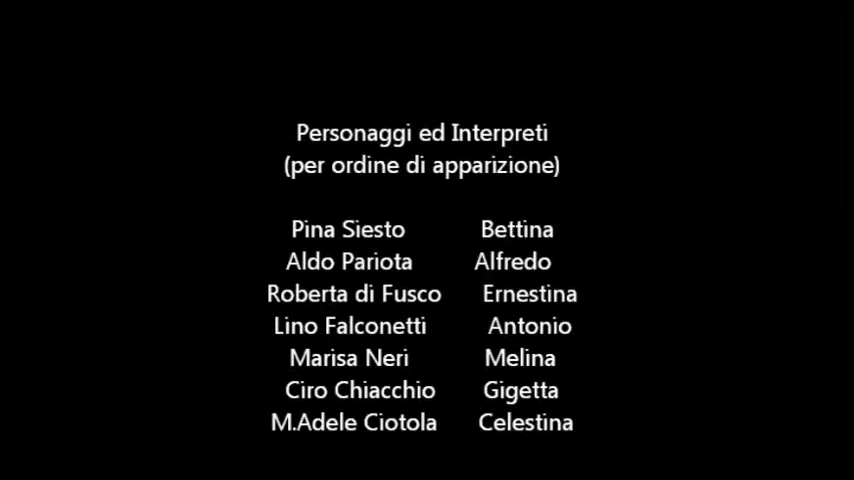 Personaggi ed Interpreti
(per ordine di apparizione)
Pina Siesto Bettina
Aldo Pariota Alfredo
Roberta di Fusco Ernestina
Lino Falconetti Antonio
Marisa Neri Melina
Ciro Chiacchio Gigetta
M.Adele Ciotola Celestina